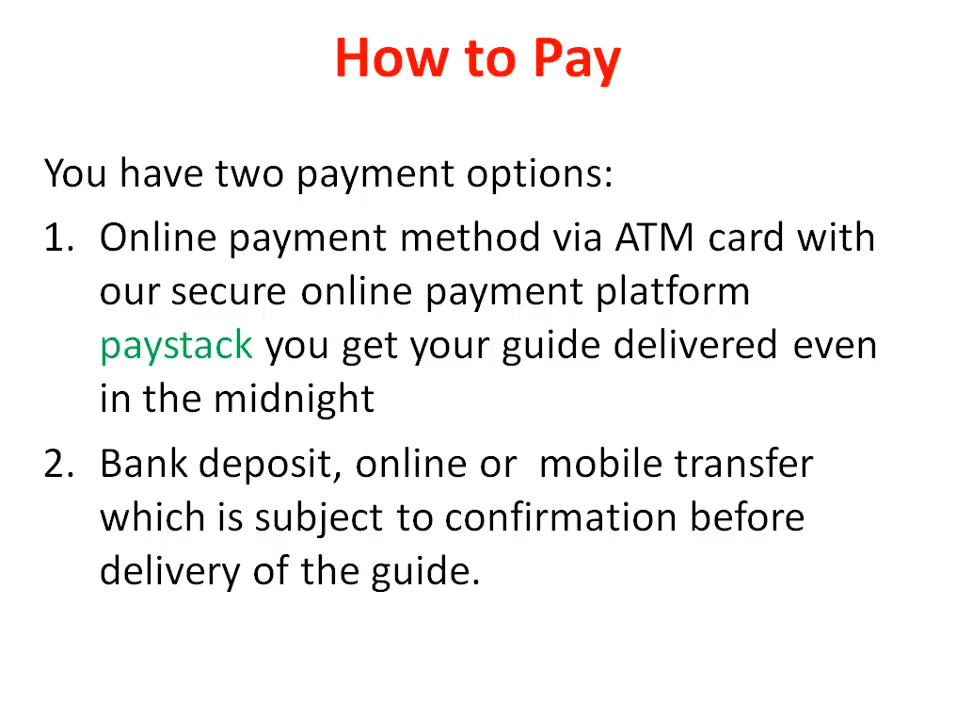 How to Pay
You have two payment options:
1. Online payment method via ATM card with
our secure online payment platform
paystack you get your guide delivered even
in the midnight
2. Bank deposit, online or  mobile transfer
which is subject to confirmation before
delivery of the guide.